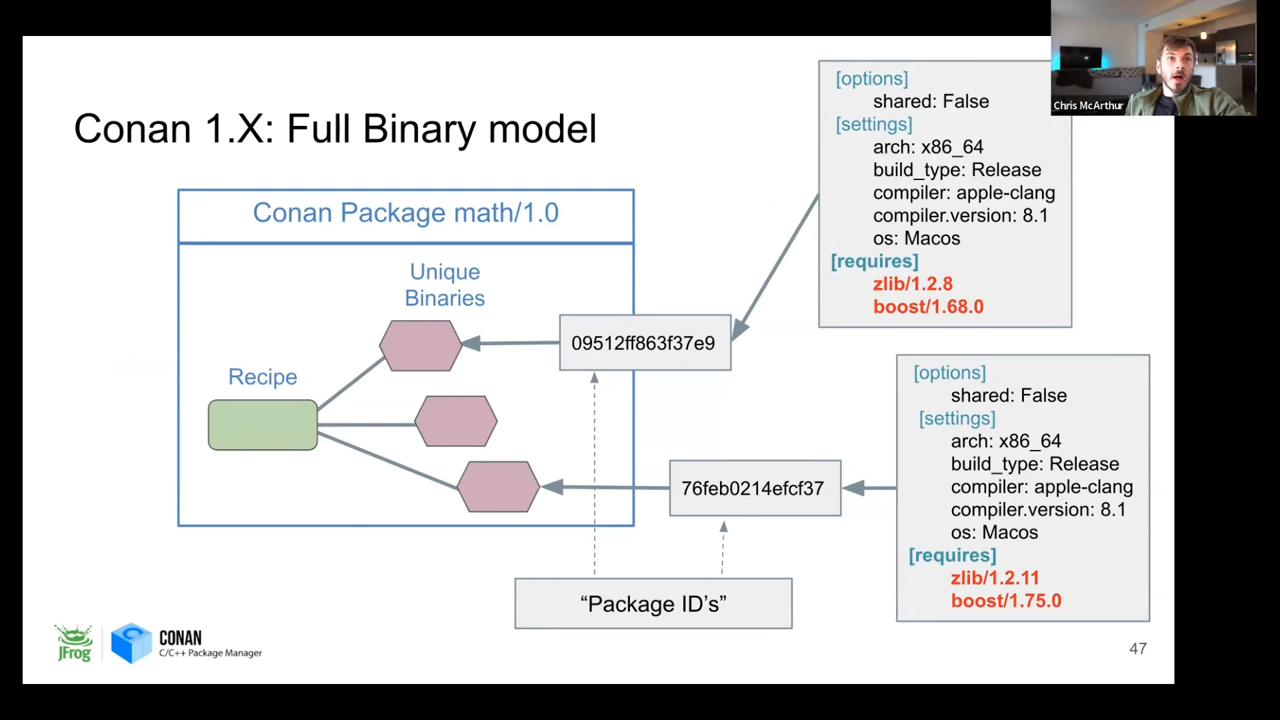 Chris McArthur
Conan 1.X: Full Binary model
[options]
shared: False
[settings]
arch: x86_64
build_type: Release
compiler: apple-clang
compiler.version: 8.1
os: Macos
[requires]
zlib/1.2.8
boost/1.68.0
Conan Package math/1.0
Unique
Binaries
09512ff863f37e9
Recipe
76feb0214efcf37
[options]
shared: False
[settings]
arch: x86_64
build_type: Release
compiler: apple-clang
compiler.version: 8.1
os: Macos
[requires]
zlib/1.2.11
boost/1.75.0
“Package ID’s”
JFrog
CONAN
C/C++ Package Manager
47